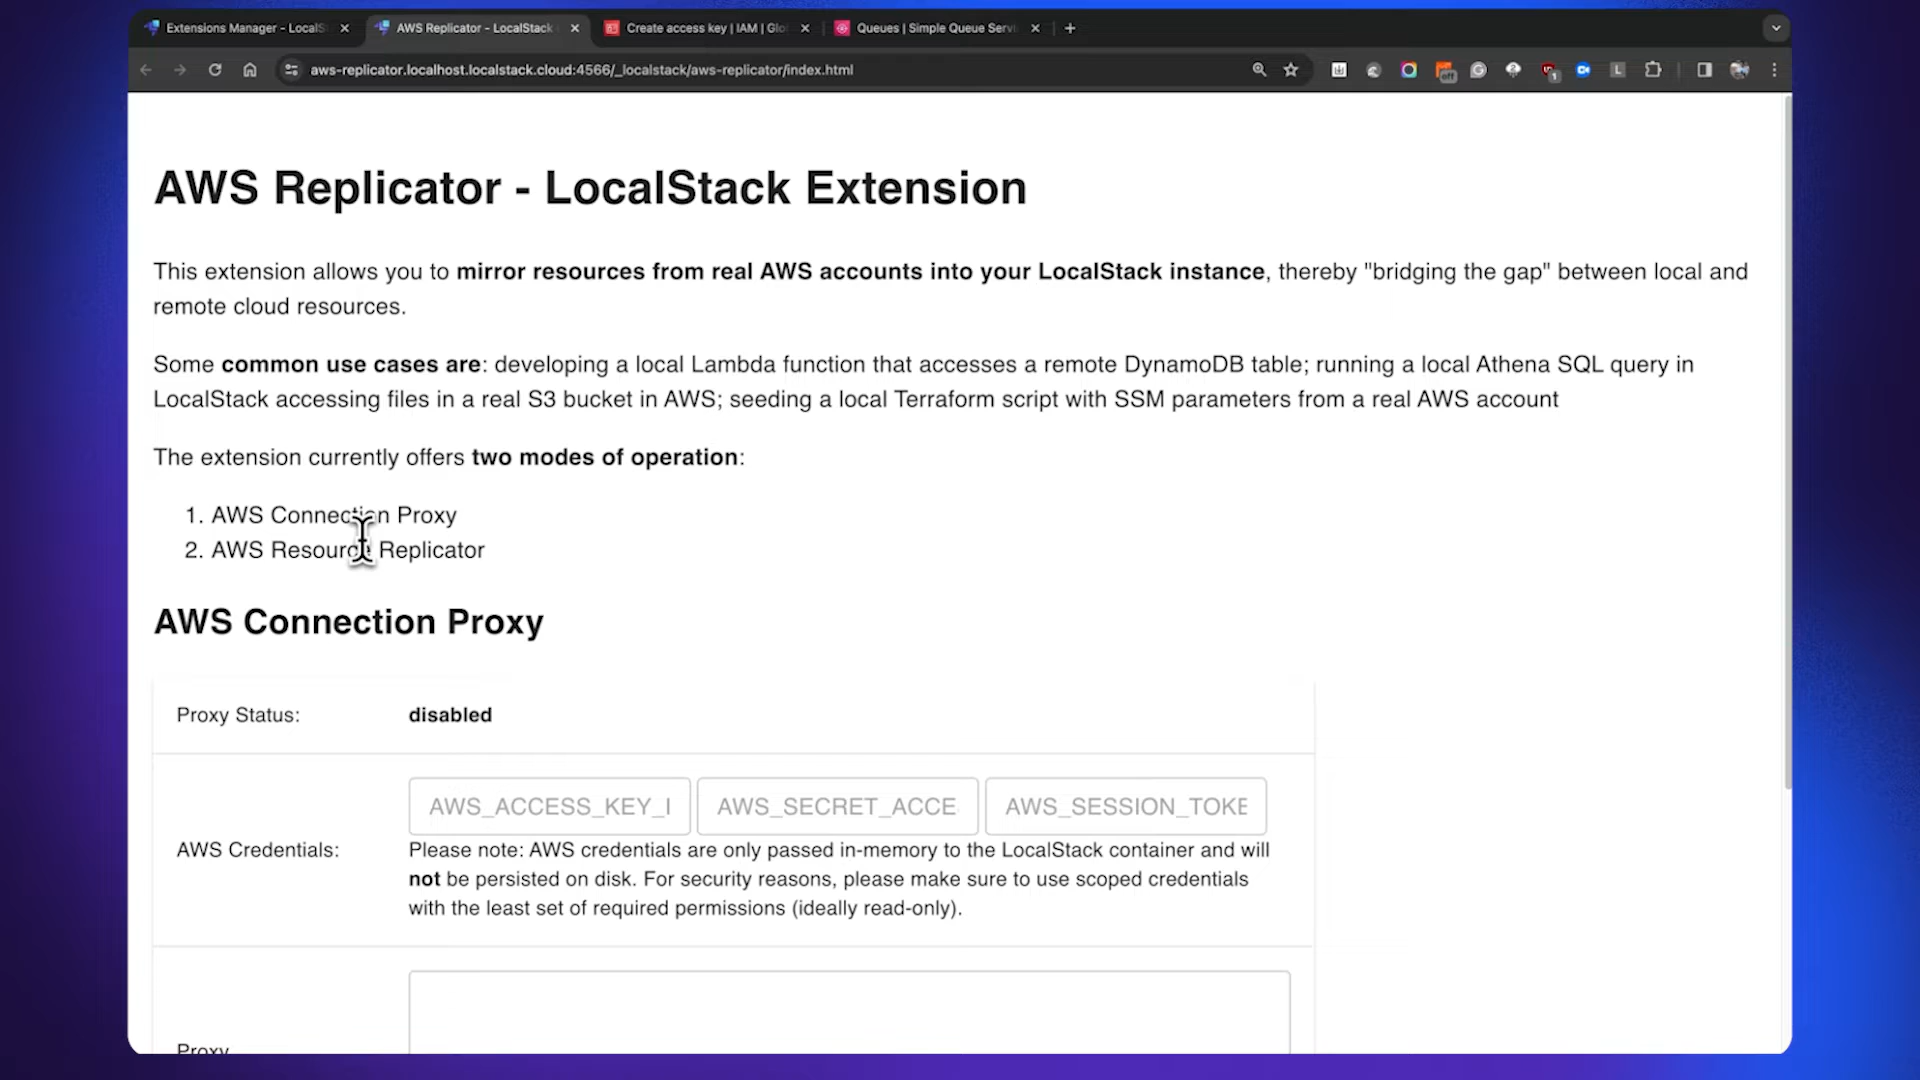 Extensions Manager - LocalS
AWS Replicator - LocalStack
Create access key | IAM | Glo
Queues | Simple Queue Servi
aws-replicator.localhost.localstack.cloud:4566/_localstack/aws-replicator/index.html
off
1
L
AWS Replicator - LocalStack Extension
This extension allows you to mirror resources from real AWS accounts into your LocalStack instance, thereby "bridging the gap" between local and
remote cloud resources.
Some common use cases are: developing a local Lambda function that accesses a remote DynamoDB table; running a local Athena SQL query in
LocalStack accessing files in a real S3 bucket in AWS; seeding a local Terraform script with SSM parameters from a real AWS account
The extension currently offers two modes of operation:
1. AWS Connection Proxy
2. AWS Resource Replicator
AWS Connection Proxy
Proxy Status:
disabled
AWS_ACCESS_KEY_I
AWS_SECRET_ACCE
AWS_SESSION_TOKE
AWS Credentials:
Please note: AWS credentials are only passed in-memory to the LocalStack container and will
not be persisted on disk. For security reasons, please make sure to use scoped credentials
with the least set of required permissions (ideally read-only).
Proxy